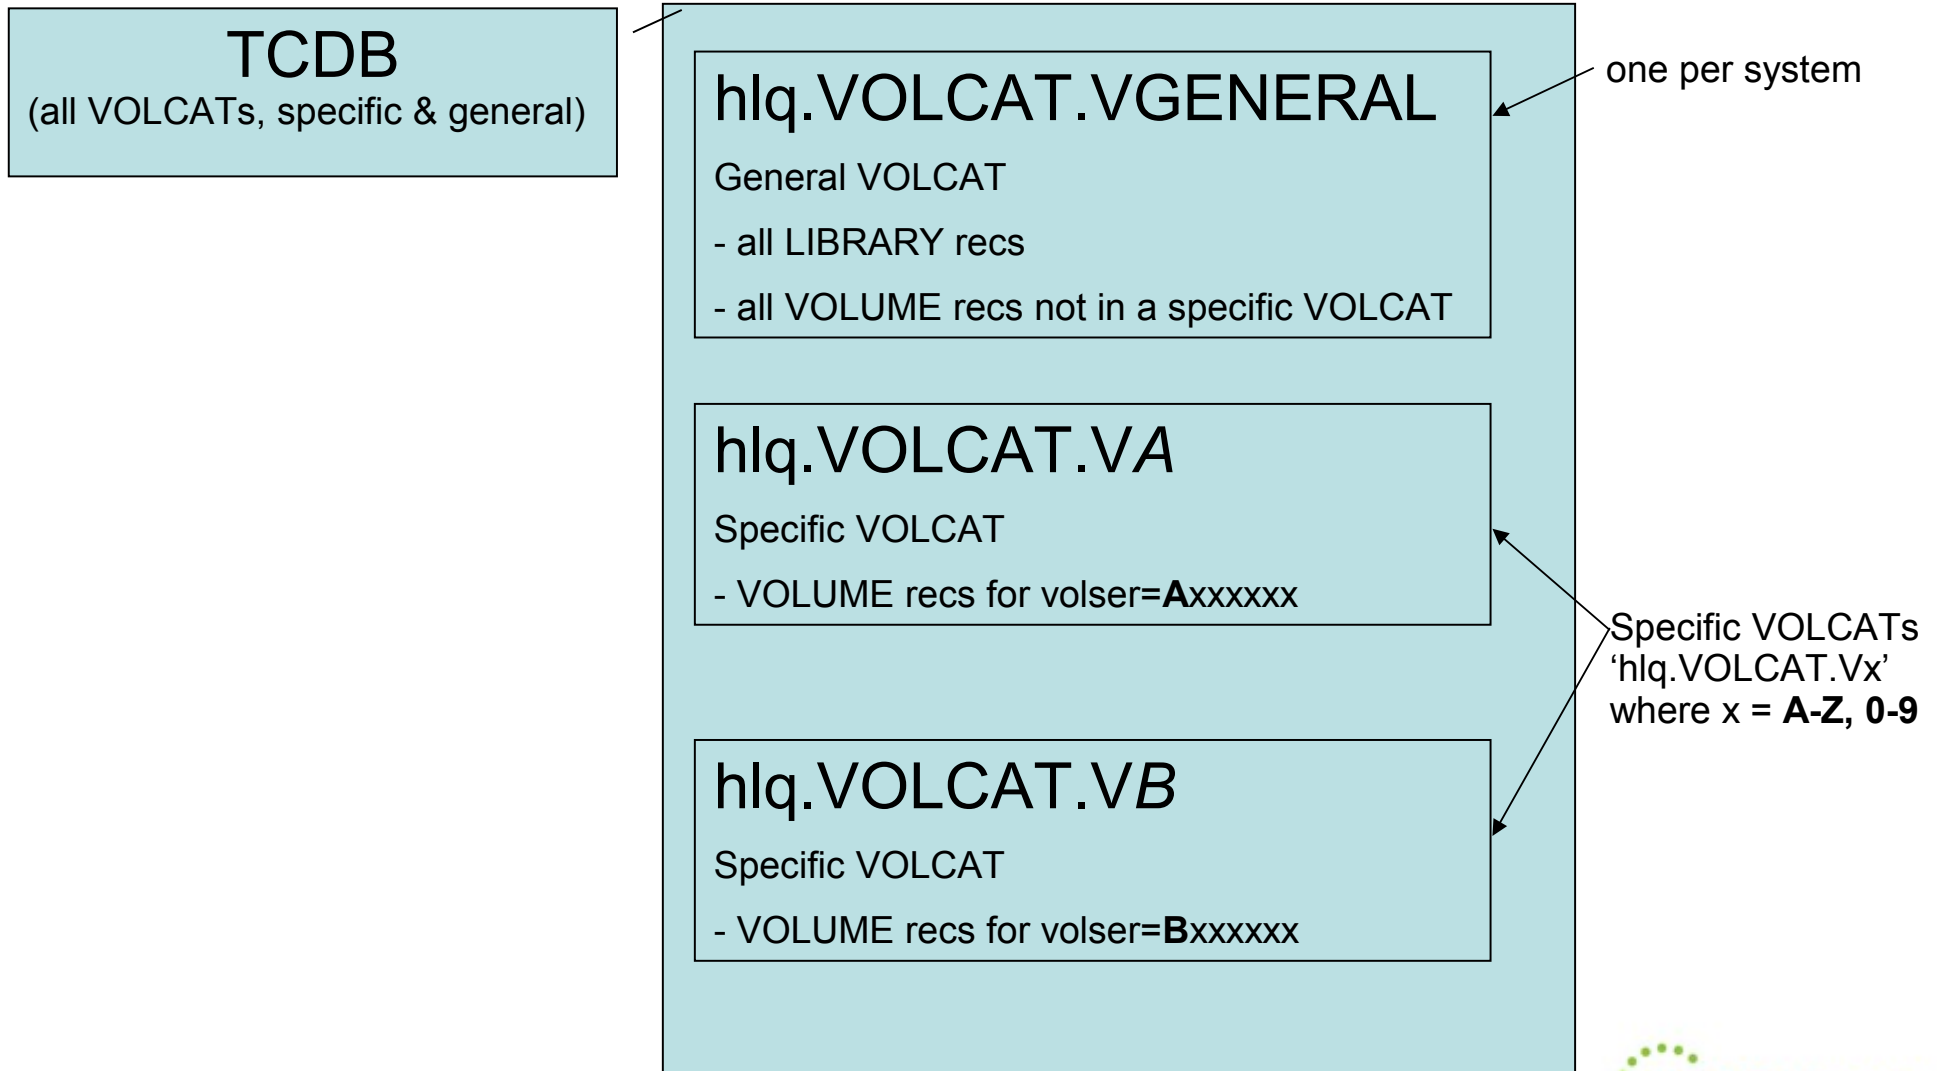 TCDB
(all VOLCATs, specific & general)
hlq.VOLCAT.VGENERAL
General VOLCAT
- all LIBRARY recs
- all VOLUME recs not in a specific VOLCAT
one per system
hlq.VOLCAT.VA
Specific VOLCAT
- VOLUME recs for volser=Axxxxxx
Specific VOLCATs
‘hlq.VOLCAT.Vx’
where x = A-Z, 0-9
hlq.VOLCAT.VB
Specific VOLCAT
- VOLUME recs for volser=Bxxxxxx